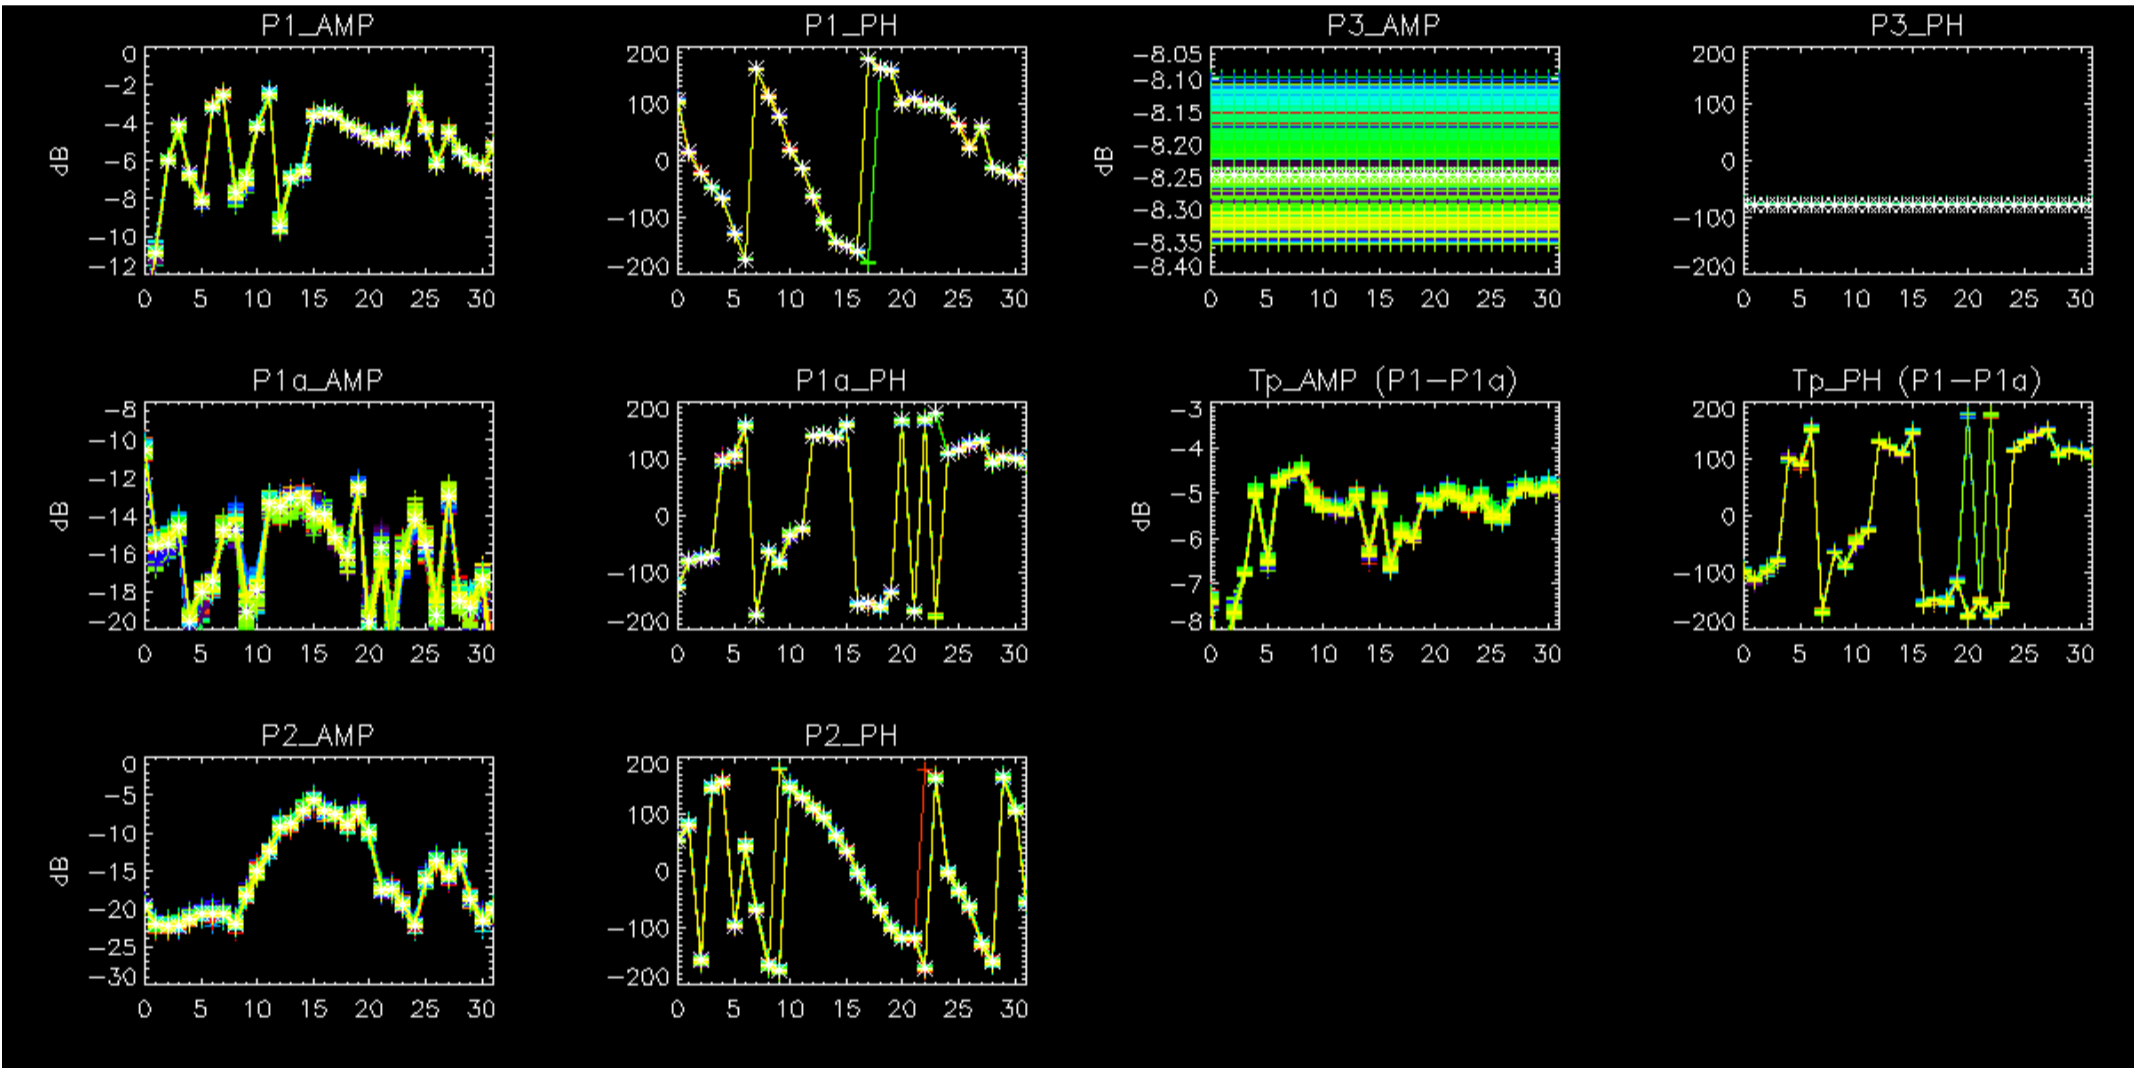 P1_AMP P1_PH P3_AMP P3_PH
0 200 -8.05 200
-2 100 -8.10 100
-4 0 -8.15 0
-6 -100 -8.20 -100
-8 -200 -8.25 -200
-10 -8.30
-12 -8.35
-8.40
dB dB
0 5 10 15 20 25 30 0 5 10 15 20 25 30 0 5 10 15 20 25 30 0 5 10 15 20 25 30
P1a_AMP P1a_PH Tp_AMP (P1-P1a) Tp_PH (P1-P1a)
-8 200 -3 200
-10 100 -4 100
-12 0 -5 0
-14 -100 -6 -100
-16 -200 -7 -200
-18 -8
-20
dB dB
0 5 10 15 20 25 30 0 5 10 15 20 25 30 0 5 10 15 20 25 30 0 5 10 15 20 25 30
P2_AMP P2_PH
0 200
-5 100
-10 0
-15 -100
-20 -200
-25
-30
dB
0 5 10 15 20 25 30 0 5 10 15 20 25 30